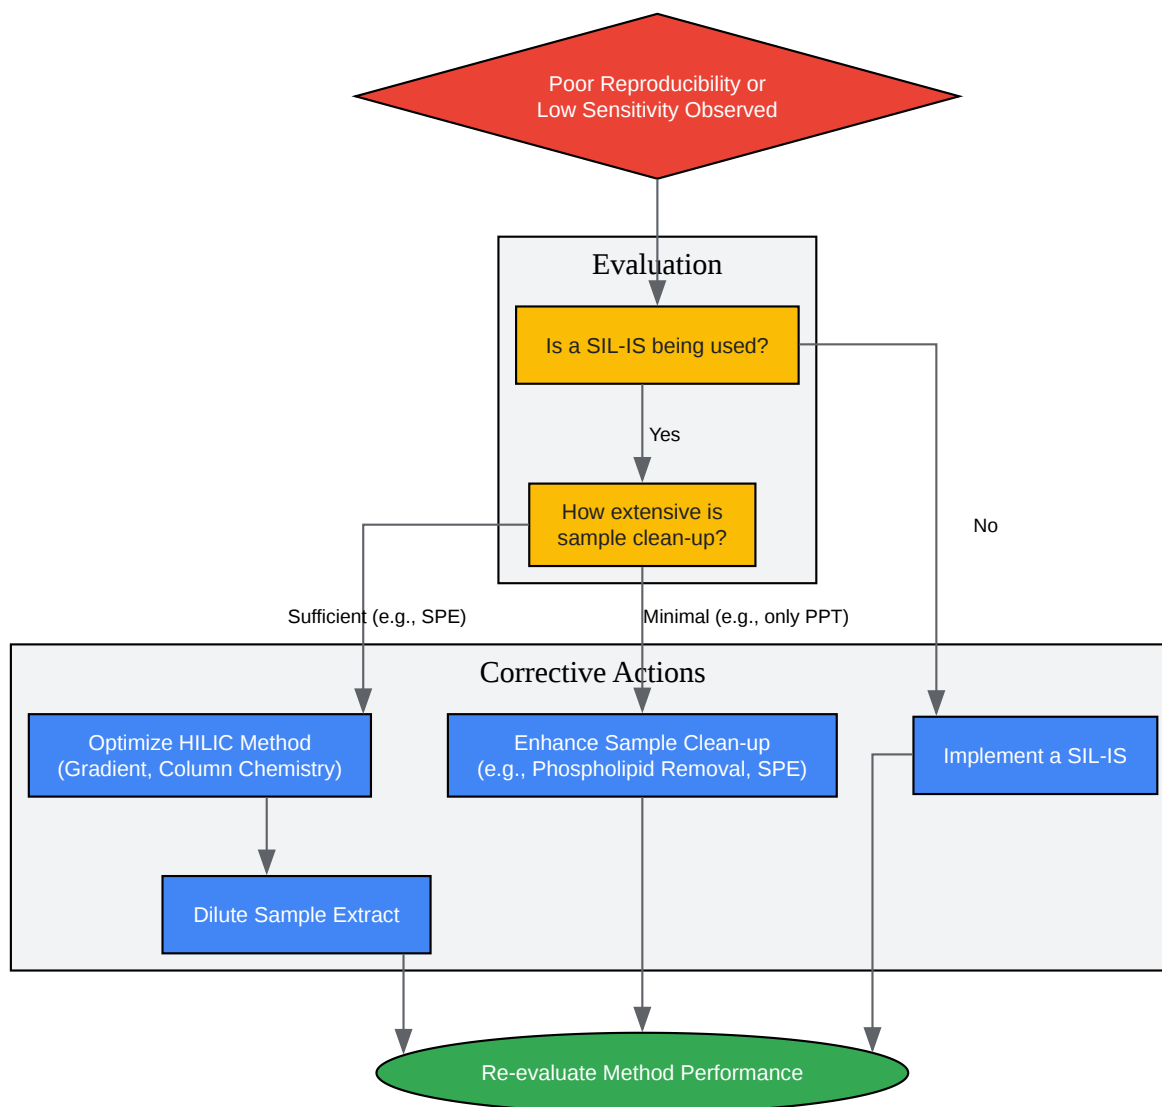 Poor Reproducibility or
Low Sensitivity Observed
Evaluation
Is a SIL-IS being used?
Yes
How extensive is
sample clean-up?
No
Sufficient (e.g., SPE)
Minimal (e.g., only PPT)
Corrective Actions
Optimize HILIC Method
(Gradient, Column Chemistry)
Enhance Sample Clean-up
(e.g., Phospholipid Removal, SPE)
Implement a SIL-IS
Dilute Sample Extract
Re-evaluate Method Performance